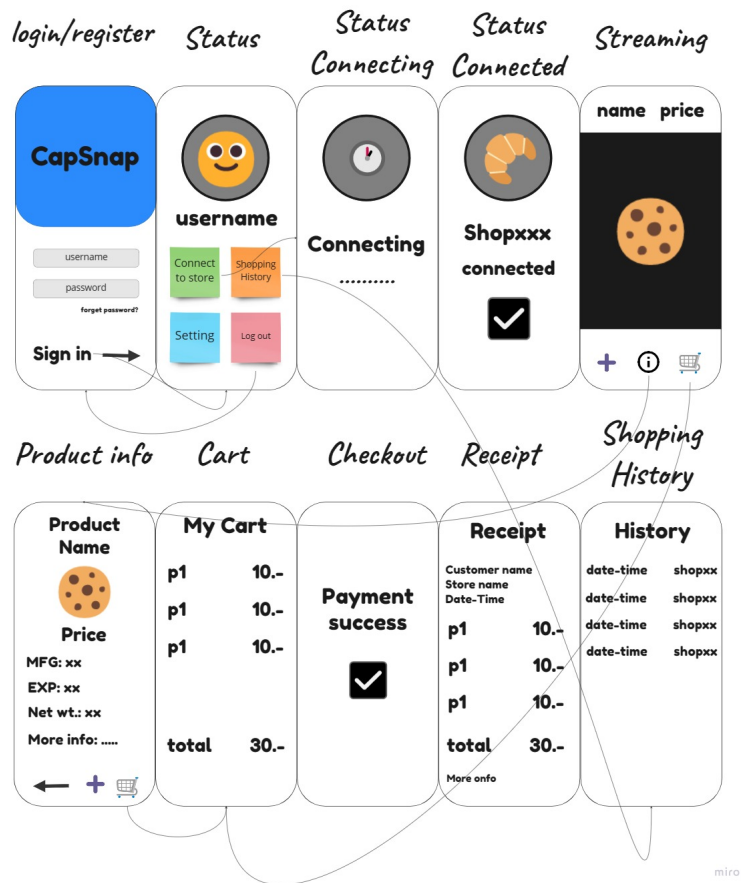 login/register
Status
Status
Connecting
Status
Connected
Streaming
CapSnap
username
password
forget password?
Sign in
username
Connect
to store
Shopping
History
Setting
Log out
Connecting
..........
Shopxxx
connected
name price
Product info
Cart
Checkout
Receipt
Shopping
History
Product
Name
Price
MFG: xx
EXP: xx
Net wt.: xx
More info: .....
My Cart
p1 10.-
p1 10.-
p1 10.-
total 30.-
Payment
success
Receipt
Customer name
Store name
Date-Time
p1 10.-
p1 10.-
p1 10.-
total 30.-
More onfo
History
date-time shopxx
date-time shopxx
date-time shopxx
date-time shopxx
miro